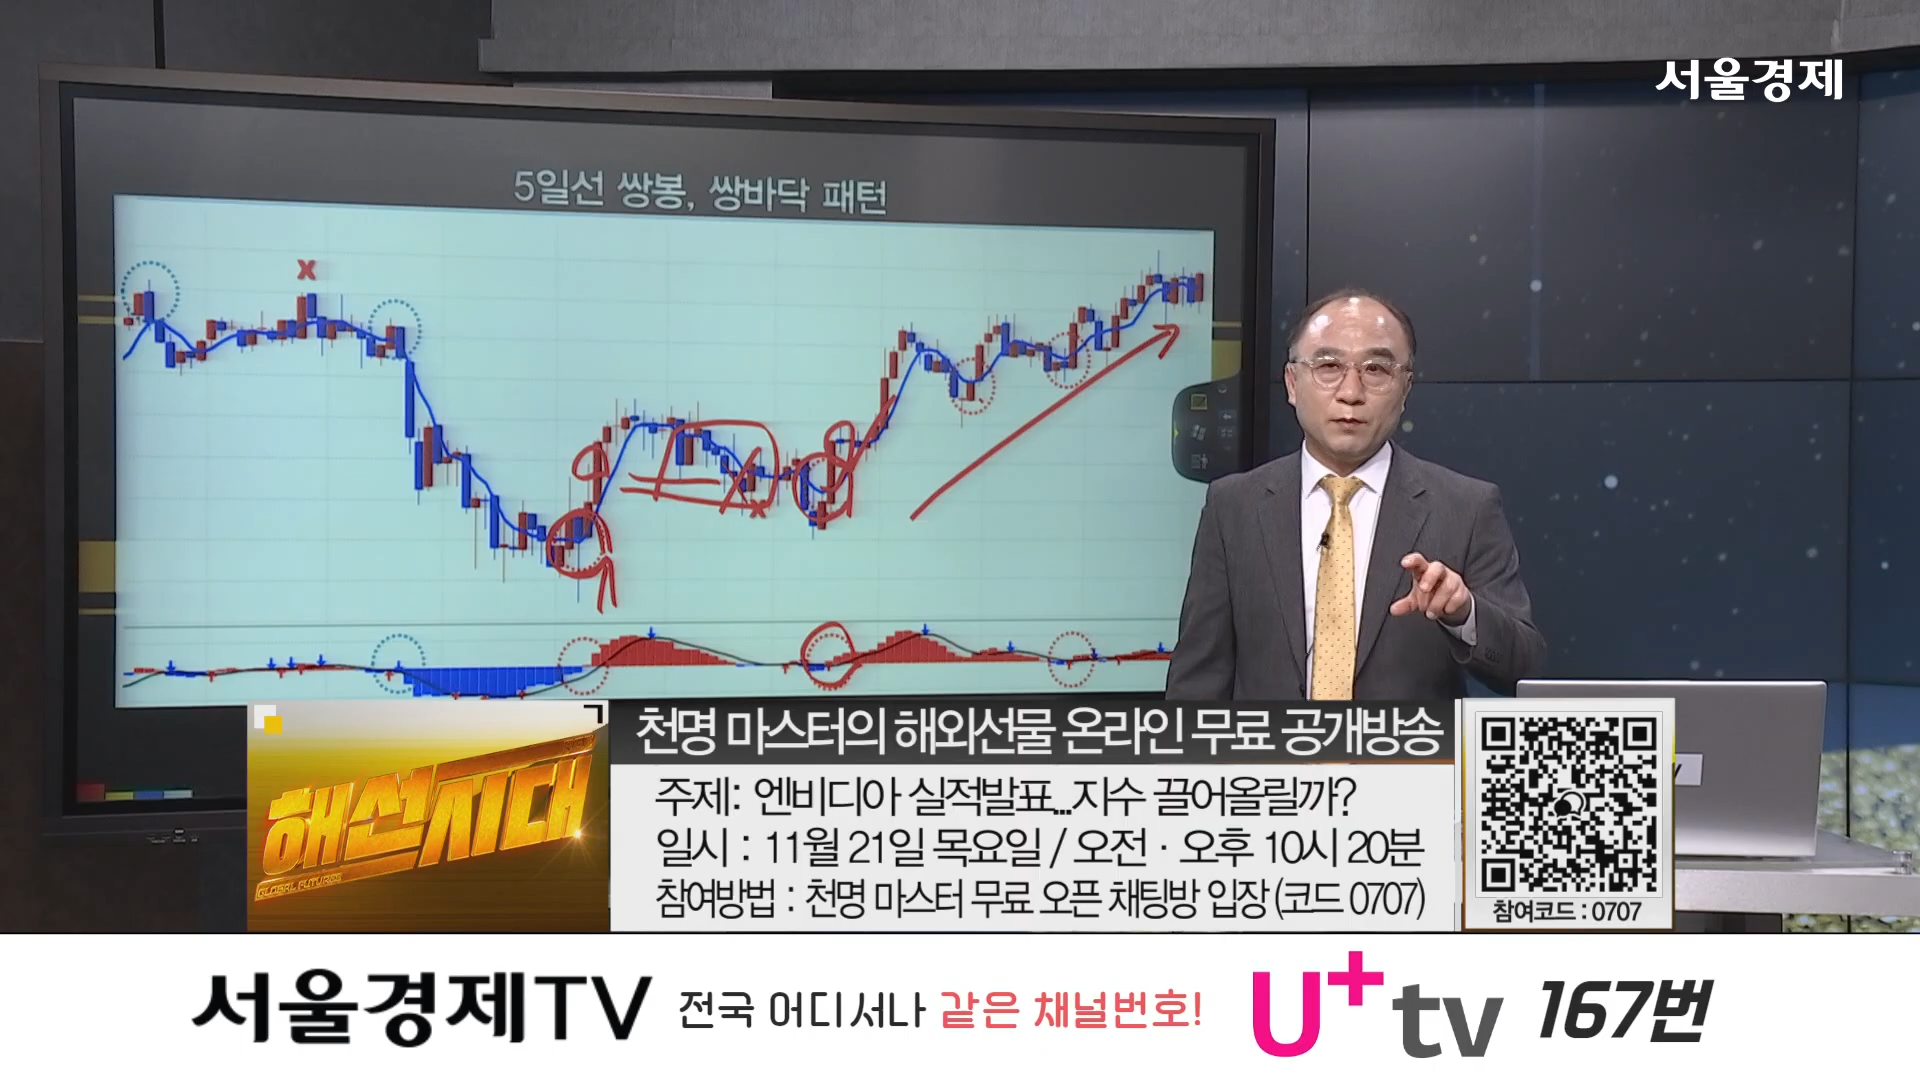 서울경제
5일선 쌍봉, 쌍바닥 패턴
x
x
해선시대
GLOBAL FUTURES
천명 마스터의 해외선물 온라인 무료 공개방송
주제: 엔비디아 실적발표...지수 끌어올릴까?
일시 : 11월 21일 목요일 / 오전 · 오후 10시 20분
참여방법 : 천명 마스터 무료 오픈 채팅방 입장 (코드 0707)
참여코드 : 0707
서울경제TV 전국 어디서나 같은 채널번호! U+tv 167번